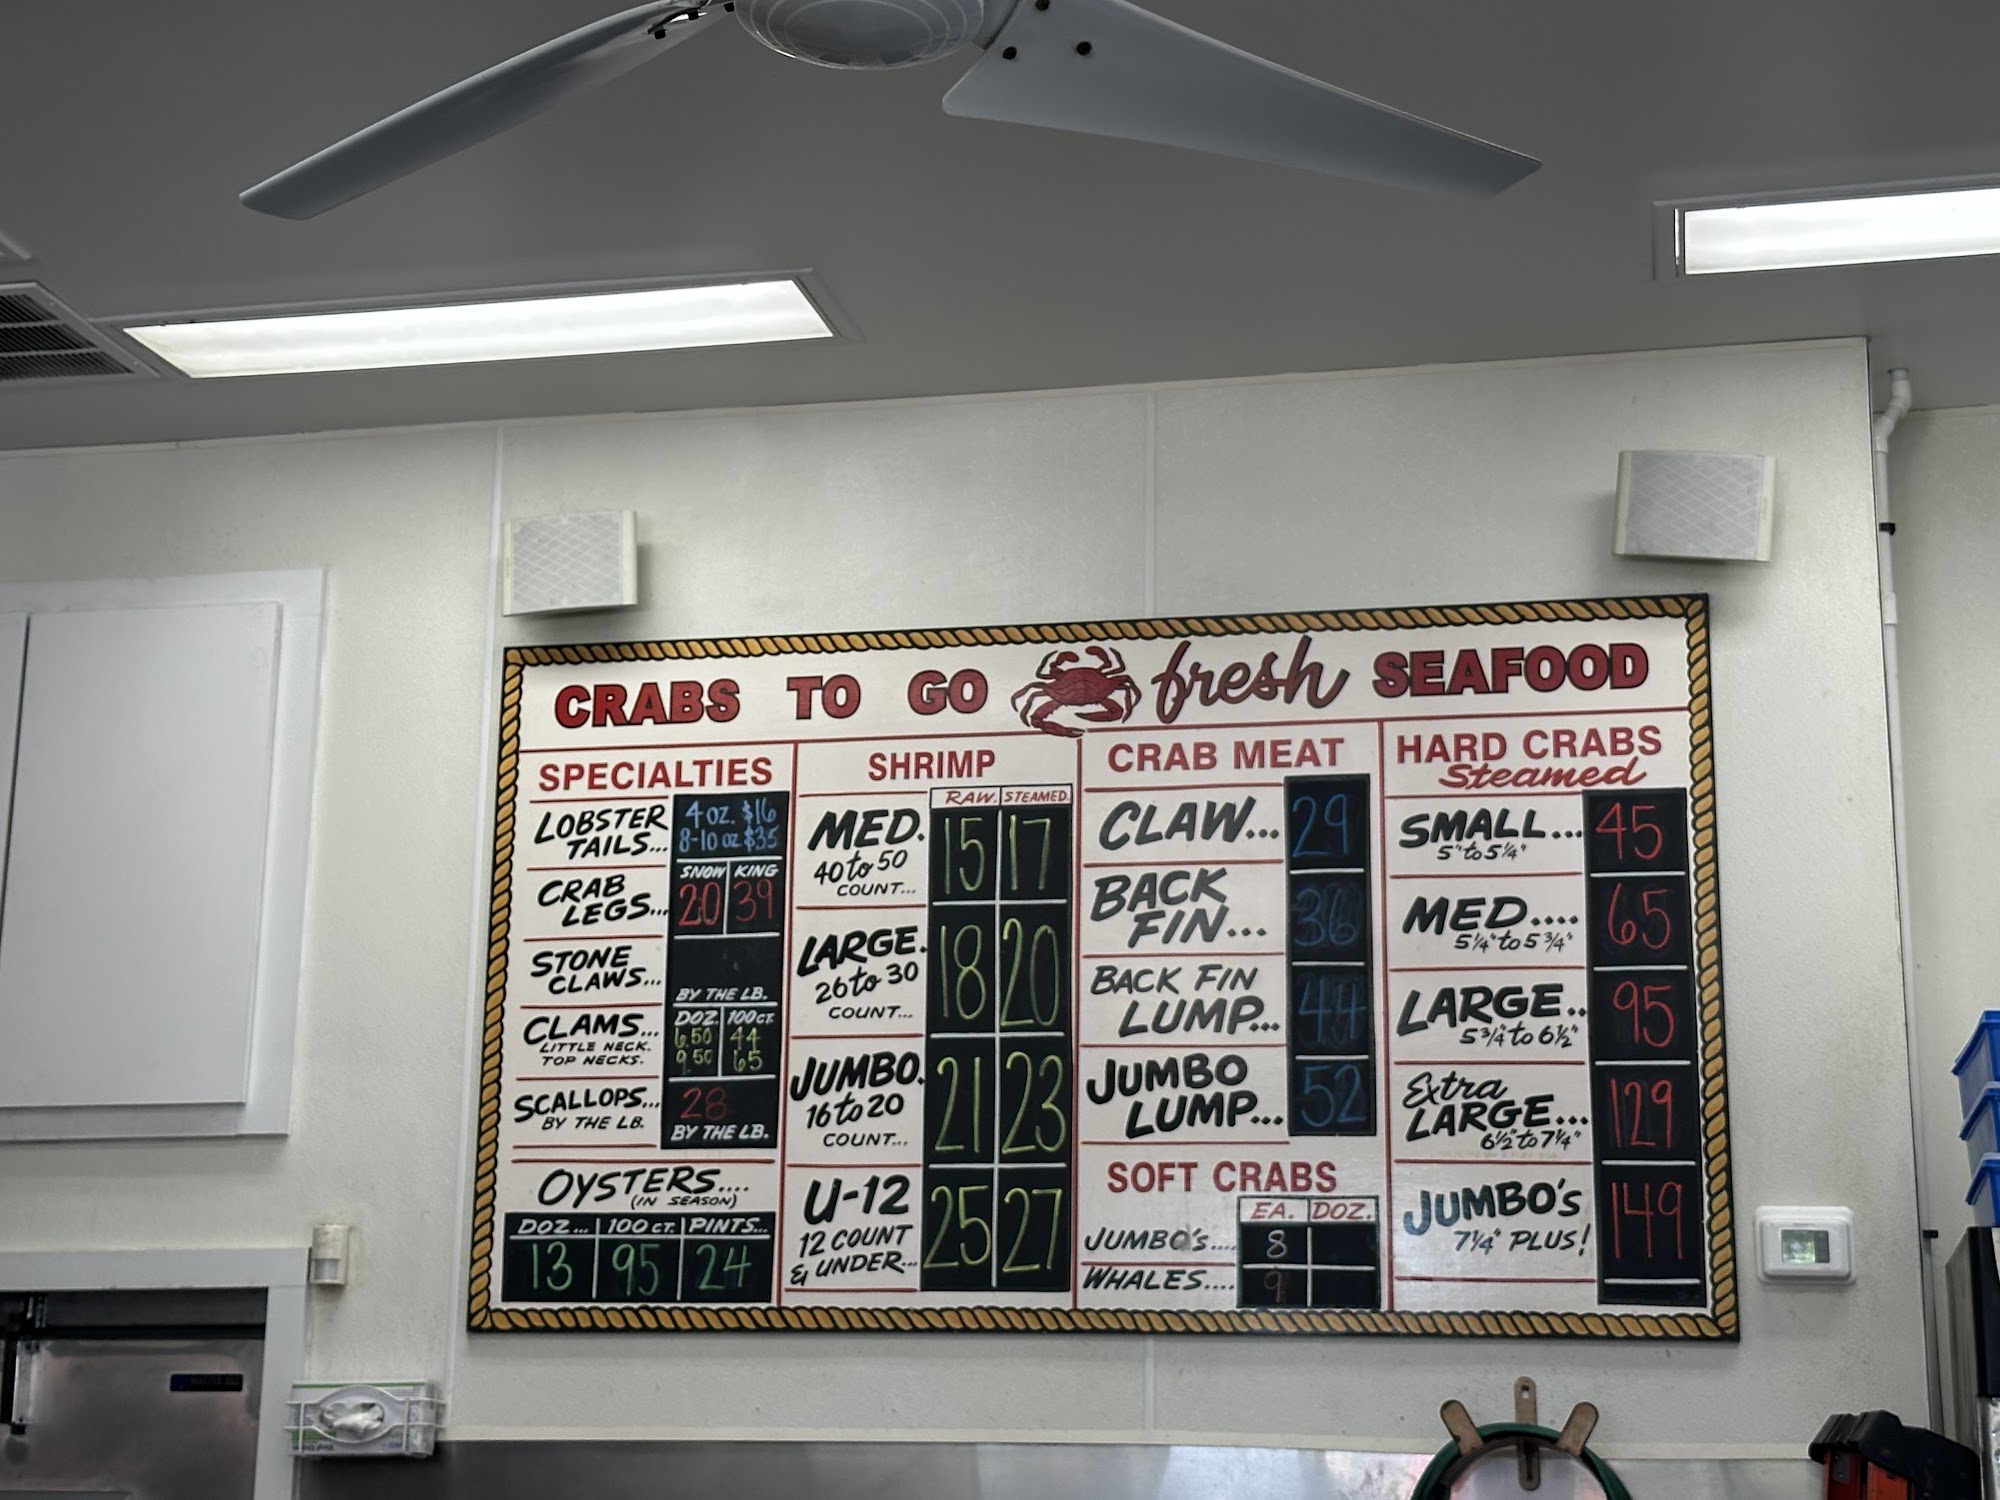 CRABS TO GO fresh SEAFOOD
SPECIALTIES
LOBSTER TAILS... 4 OZ. $16
8-10 OZ $35
SNOW KING
CRAB LEGS... 20 39
STONE CLAWS...
BY THE LB.
DOZ. 100 CT.
CLAMS...
LITTLE NECK. 6.50 44
TOP NECKS. 9.50 65
SCALLOPS... 28
BY THE LB. BY THE LB.
OYSTERS....
(IN SEASON)
DOZ... 100 CT. PINTS...
13 95 24
SHRIMP
RAW. STEAMED.
MED. 15 17
40 to 50
COUNT...
LARGE. 18 20
26 to 30
COUNT...
JUMBO. 21 23
16 to 20
COUNT...
U-12 25 27
12 COUNT
& UNDER...
CRAB MEAT
CLAW... 29
BACK
FIN... 36
BACK FIN
LUMP... 44
JUMBO
LUMP... 52
SOFT CRABS
EA. DOZ.
JUMBO'S.... 8
WHALES.... 9
HARD CRABS
Steamed
SMALL... 45
5" to 5¼"
MED.... 65
5¼" to 5¾"
LARGE.. 95
5¾" to 6½"
Extra
LARGE... 129
6½" to 7¼"
JUMBO'S 149
7¼" PLUS!